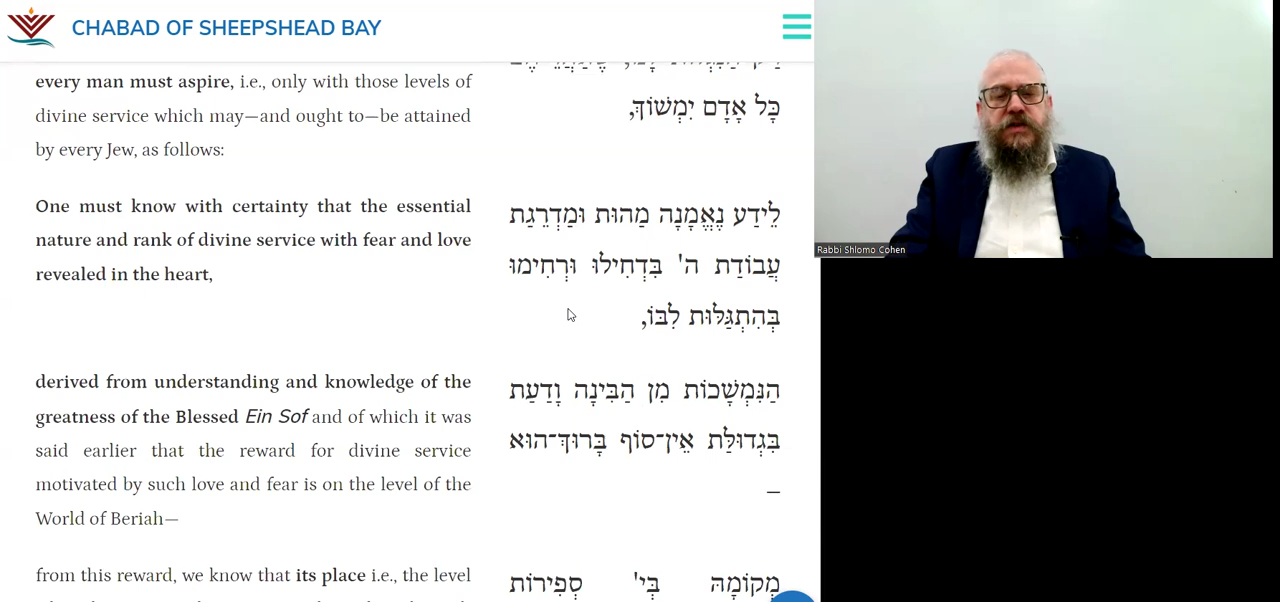 CHABAD OF SHEEPSHEAD BAY
every man must aspire, i.e., only with those levels of
divine service which may—and ought to—be attained
by every Jew, as follows:
כָּל אָדָם יִמְשׁוֹךְ,
One must know with certainty that the essential
nature and rank of divine service with fear and love
revealed in the heart,
לֵידַע נֶאֱמָנָה מַהוּת וּמַדְרֵגַת
עֲבוֹדַת ה' בִּדְחִילוּ וּרְחִימוּ
בְּהִתְגַּלּוּת לִבּוֹ,
derived from understanding and knowledge of the
greatness of the Blessed Ein Sof and of which it was
said earlier that the reward for divine service
motivated by such love and fear is on the level of the
World of Beriah—
הַנִּמְשָׁכוֹת מִן הַבִּינָה וָדַעַת
בִּגְדוּלַּת אֵין־סוֹף בָּרוּךְ־הוּא
–
from this reward, we know that its place i.e., the level
מְקוֹמָהּ בְּי' סְפִירוֹת
Rabbi Shlomo Cohen